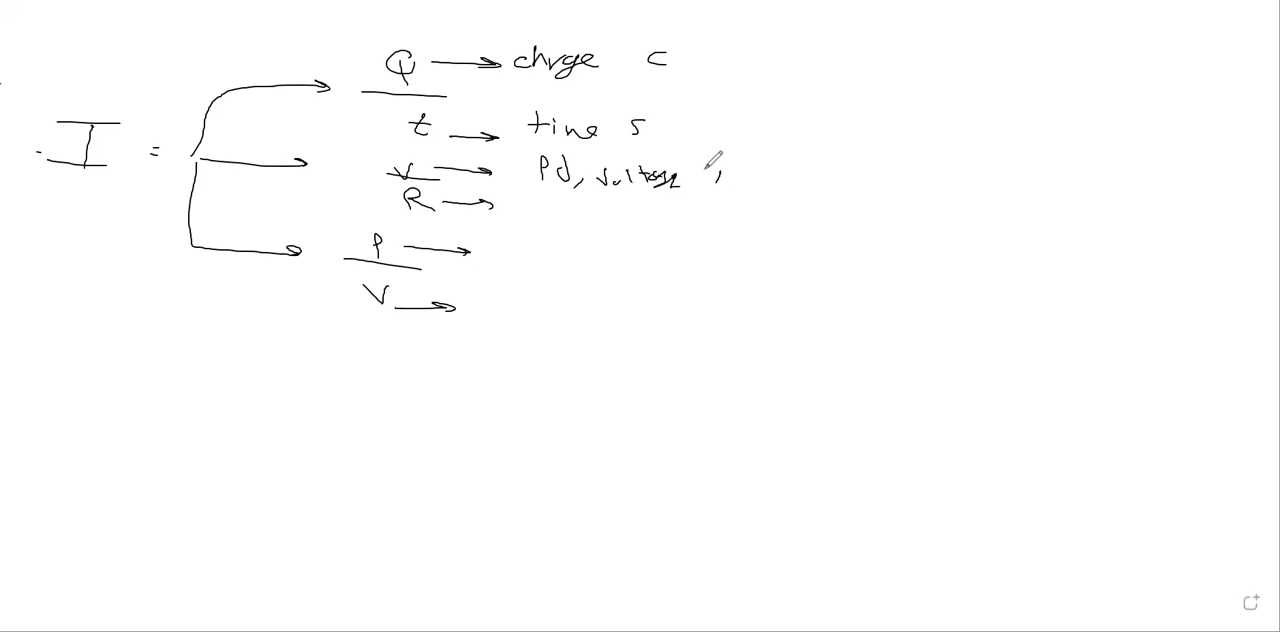 Q → chrge c
I = t → time s
V → Pd, voltage ,
R →
P →
V →